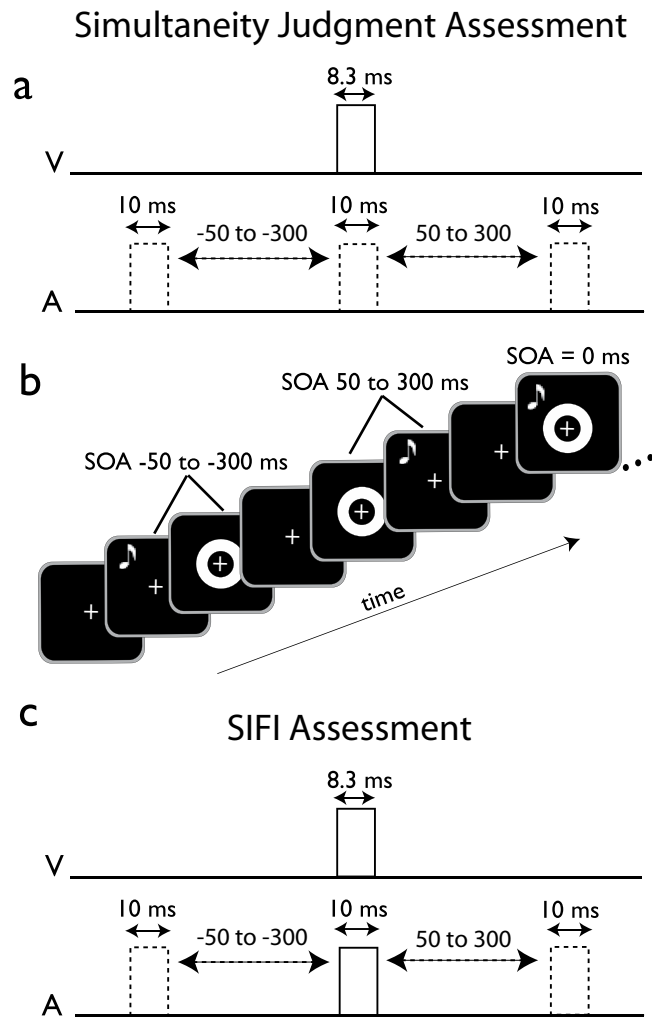 Simultaneity Judgment Assessment
a
8.3 ms
V
10 ms 10 ms 10 ms
-50 to -300 50 to 300
A
b
SOA = 0 ms
SOA 50 to 300 ms
SOA -50 to -300 ms
time
c
SIFI Assessment
8.3 ms
V
10 ms 10 ms 10 ms
-50 to -300 50 to 300
A